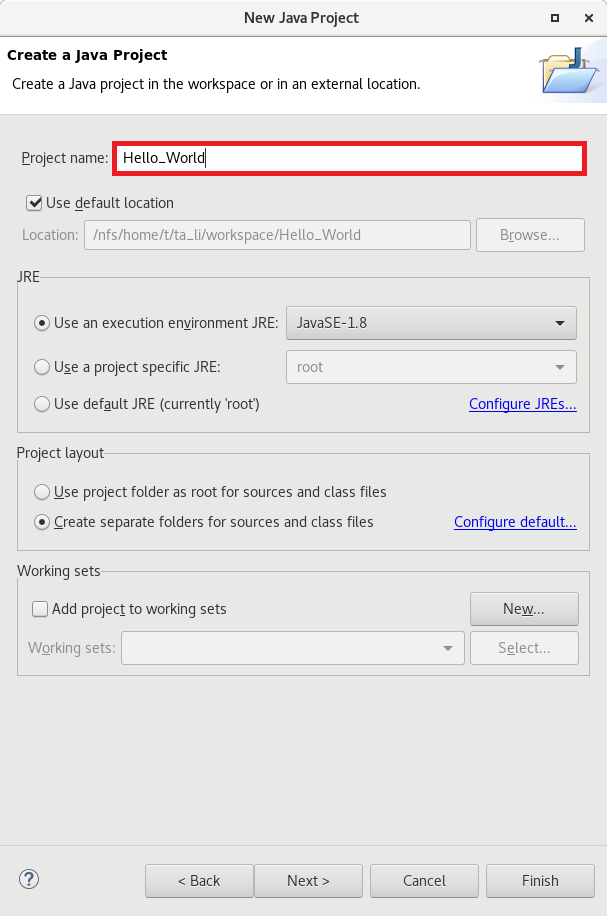 New Java Project
Create a Java Project
Create a Java project in the workspace or in an external location.
Project name: Hello_World
Use default location
Location: /nfs/home/t/ta_li/workspace/Hello_World Browse...
JRE
Use an execution environment JRE: JavaSE-1.8
Use a project specific JRE: root
Use default JRE (currently 'root') Configure JREs...
Project layout
Use project folder as root for sources and class files
Create separate folders for sources and class files Configure default...
Working sets
Add project to working sets New...
Working sets: Select...
? < Back Next > Cancel Finish